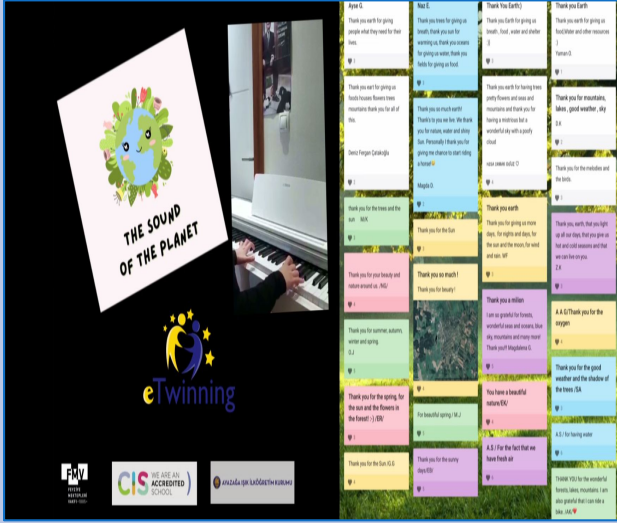 THE SOUND
OF THE PLANET
eTwinning
FMV
CIS
WE ARE AN
ACCREDITED
SCHOOL
AYAZAĞA IŞIK İLKÖĞRETİM KURUMU
Ayse G.
Thank you earth for giving
people what they need for their
lives.
Thank you eart for giving us
foods houses flowers trees
mountains thank you for all of
this.
Deniz Fergan Çatakoğlu
thank you for the trees and the
sun M/K
Thank you for your beauty and
nature around us. /NG/
Thank you for summer, autumn,
winter and spring.
O.J
Thank you for the spring, for
the sun and the flowers in
the forest! :-) /ER/
Thank you for the Sun /G.G
Naz E.
Thank you trees for giving us
breath ,thank you sun for
warming us, thank you oceans
for giving us water, thank you
fields for giving us food
Thank you so much earth!
Thank's to you we live. We thank
you for nature, water and shiny
Sun. Personally I thank you for
giving me chance to start riding
a horse!
Magda O.
Thank you for the Sun
Thank you so much !
Thank you for beauty!
For beautiful spring / M.J
Thank you for the sunny
days/EB/
Thank You Earth:)
Thank you Earth for giving us
breath , food , water and shelter
:)
Thank you earth for having trees
pretty flowers and seas and
mountains and thank you for
having a mistrious but a
wonderful sky with a poofy
cloud
Thank you earth
Thank you for giving us more
days, for nights and days, for
the sun and the moon, for wind
and rain. WF
Thank you a milion
I am so grateful for forests,
wonderful seas and oceans, blue
sky, mountains and many more!
Thank you!!! Magdalena G.
You have a beautiful
nature/EK/
A.S / For the fact that we
have fresh air
Thank you Earth
Thank you earth for giving us
food,Water and other resources
:)
Yaman O.
Thank you for mountains,
lakes , good weather , sky
D.K
Thank you for the melodies and
the birds.
Thank you, earth, that you light
up all our days, that you give us
hot and cold seasons and that
we can live on you.
Z.K
A A G/Thank you for the
oxygen
Thank you for the good
weather and the shadow of
the trees /SA
A.S / for having water
THANK YOU for the wonderful
forests, lakes, mountains. I am
also grateful that I can ride a
bike. /AL